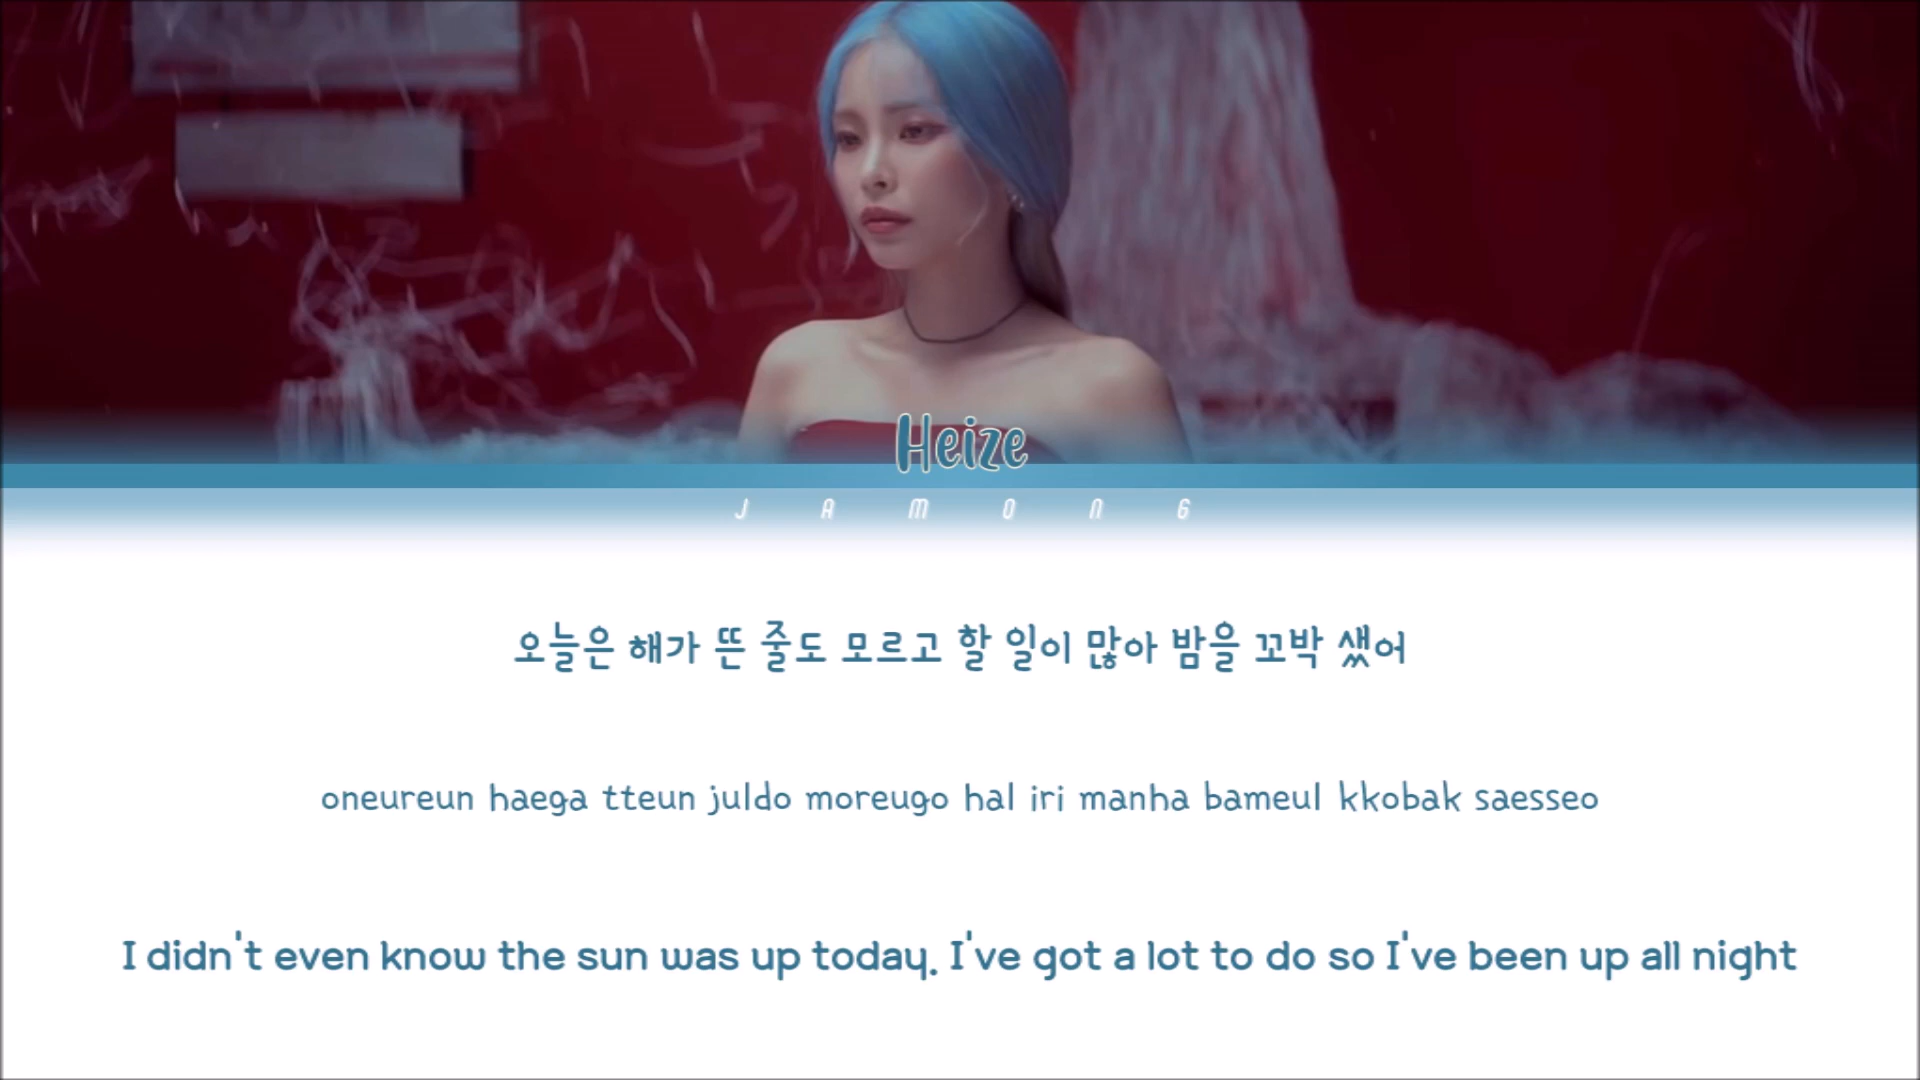 Heize
JAMONG
오늘은 해가 뜬 줄도 모르고 할 일이 많아 밤을 꼬박 샜어
oneureun haega tteun juldo moreugo hal iri manha bameul kkobak saesseo
I didn't even know the sun was up today. I've got a lot to do so I've been up all night